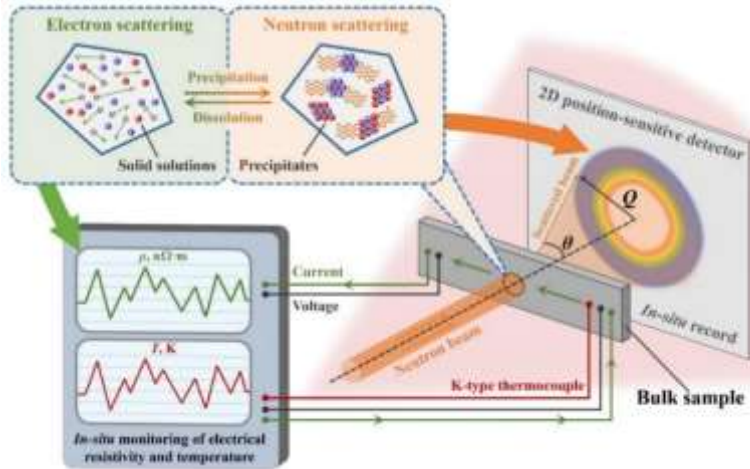 Electron scattering
Neutron scattering
Precipitation
Dissolution
Solid solutions
Precipitates
2D position-sensitive detector
Scattered beam
Q
θ
ρ, nΩ·m
Current
Voltage
In-situ record
Neutron beam
T, K
K-type thermocouple
Bulk sample
In-situ monitoring of electrical
resistivity and temperature